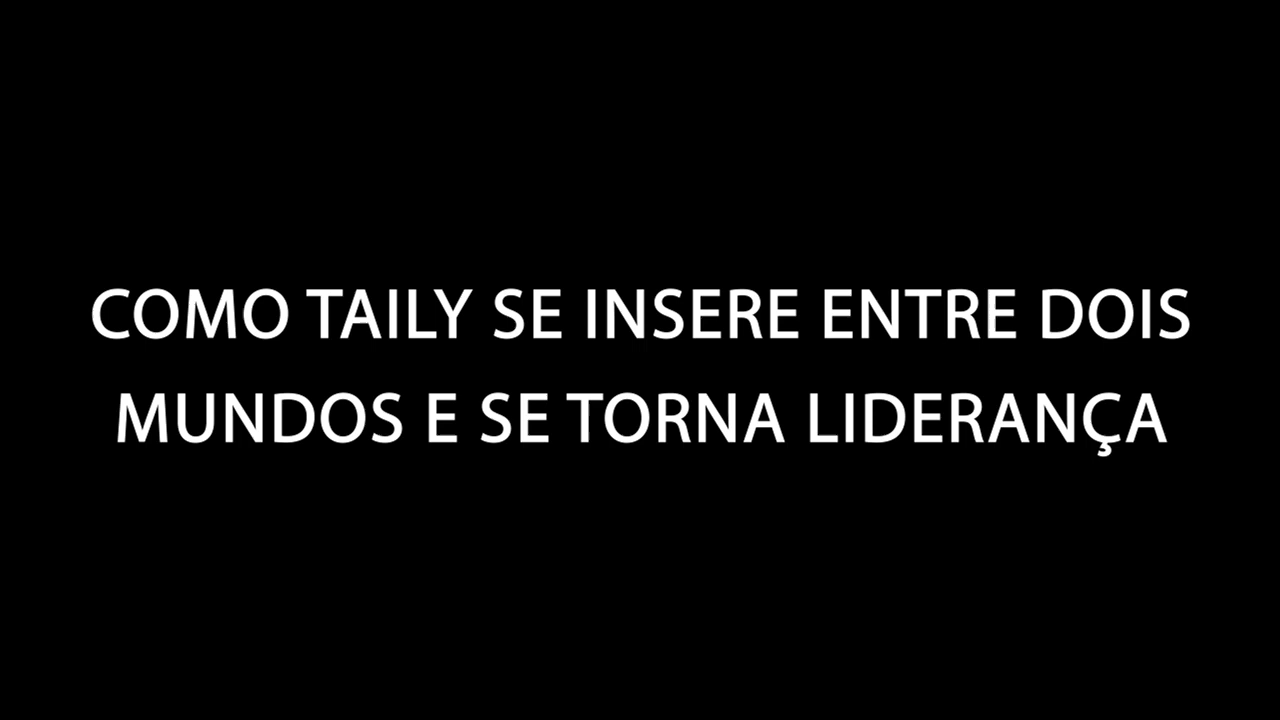 COMO TAILY SE INSERE ENTRE DOIS
MUNDOS E SE TORNA LIDERANÇA